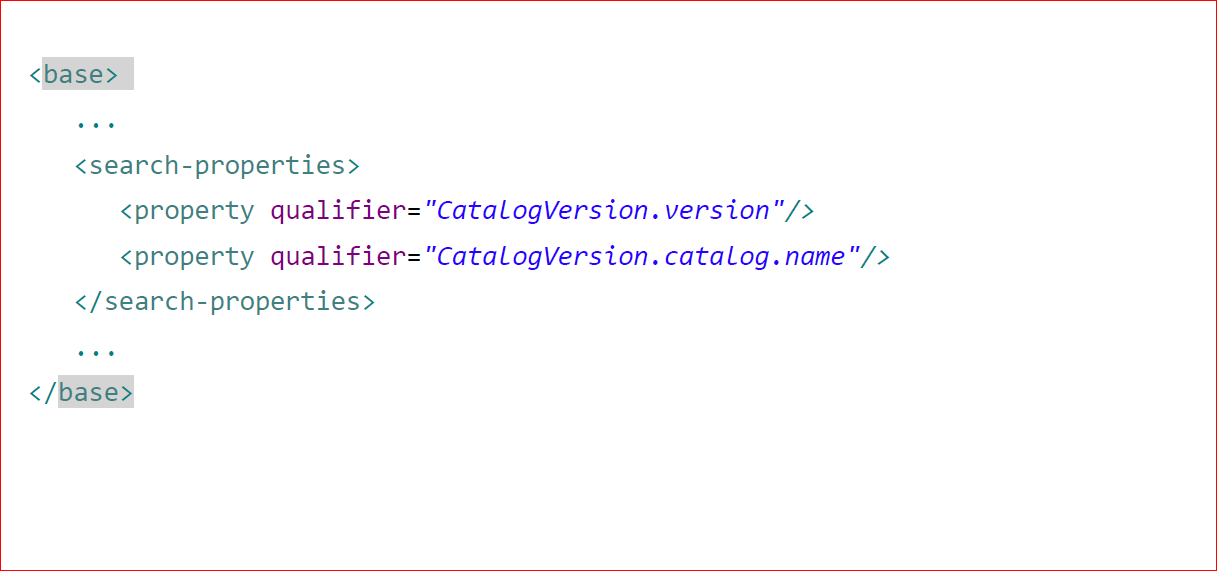 <base>
...
<search-properties>
<property qualifier="CatalogVersion.version"/>
<property qualifier="CatalogVersion.catalog.name"/>
</search-properties>
...
</base>